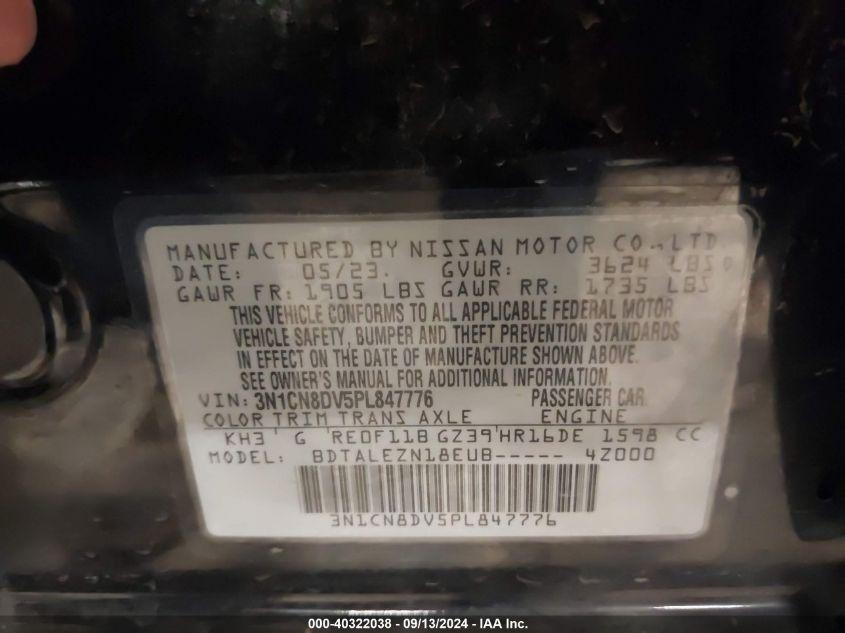 MANUFACTURED BY NISSAN MOTOR CO., LTD.
DATE: 05/23. GVWR: 3624 LBS
GAWR FR: 1905 LBS GAWR RR: 1735 LBS
THIS VEHICLE CONFORMS TO ALL APPLICABLE FEDERAL MOTOR
VEHICLE SAFETY, BUMPER AND THEFT PREVENTION STANDARDS
IN EFFECT ON THE DATE OF MANUFACTURE SHOWN ABOVE.
SEE OWNER'S MANUAL FOR ADDITIONAL INFORMATION.
VIN: 3N1CN8DV5PL847776 PASSENGER CAR
COLOR TRIM TRANS AXLE ENGINE
KH3 G RE0F11B GZ39 HR16DE 1598 CC
MODEL: BDTALEZN18EUB----- 4Z000
3N1CN8DV5PL847776
000-40322038 - 09/13/2024 - IAA Inc.